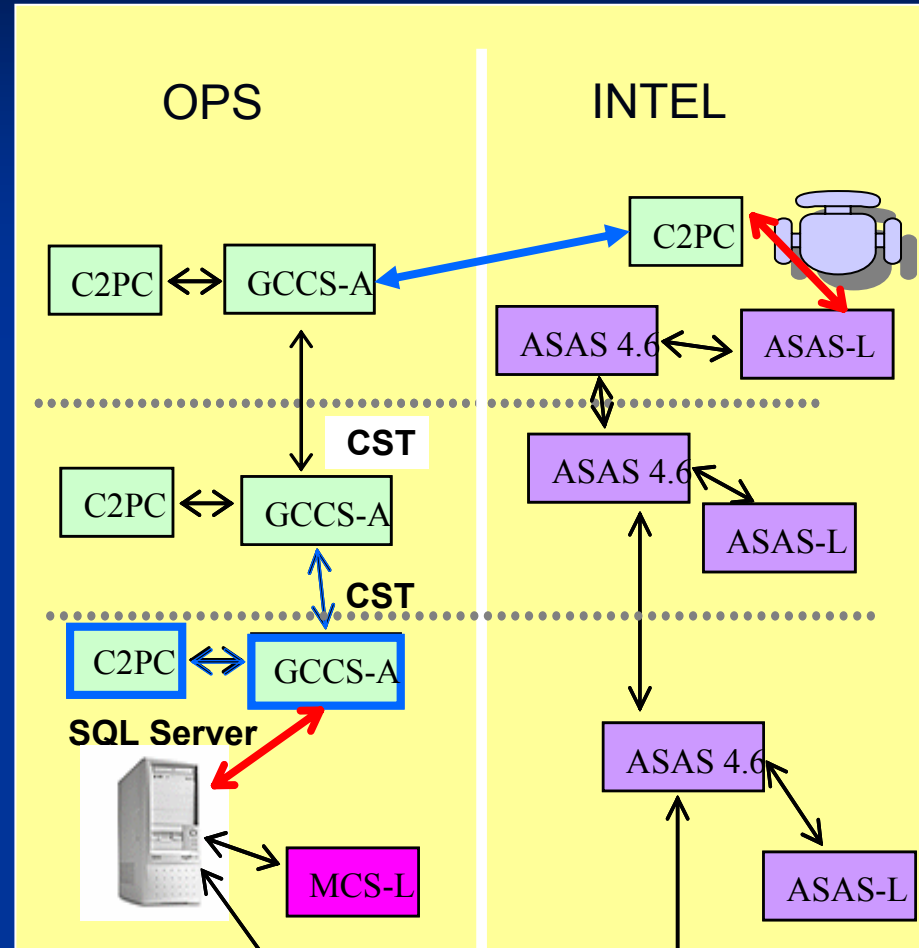 OPS
INTEL
C2PC
GCCS-A
C2PC
ASAS 4.6
ASAS-L
CST
C2PC
GCCS-A
ASAS 4.6
ASAS-L
CST
C2PC
GCCS-A
SQL Server
ASAS 4.6
MCS-L
ASAS-L